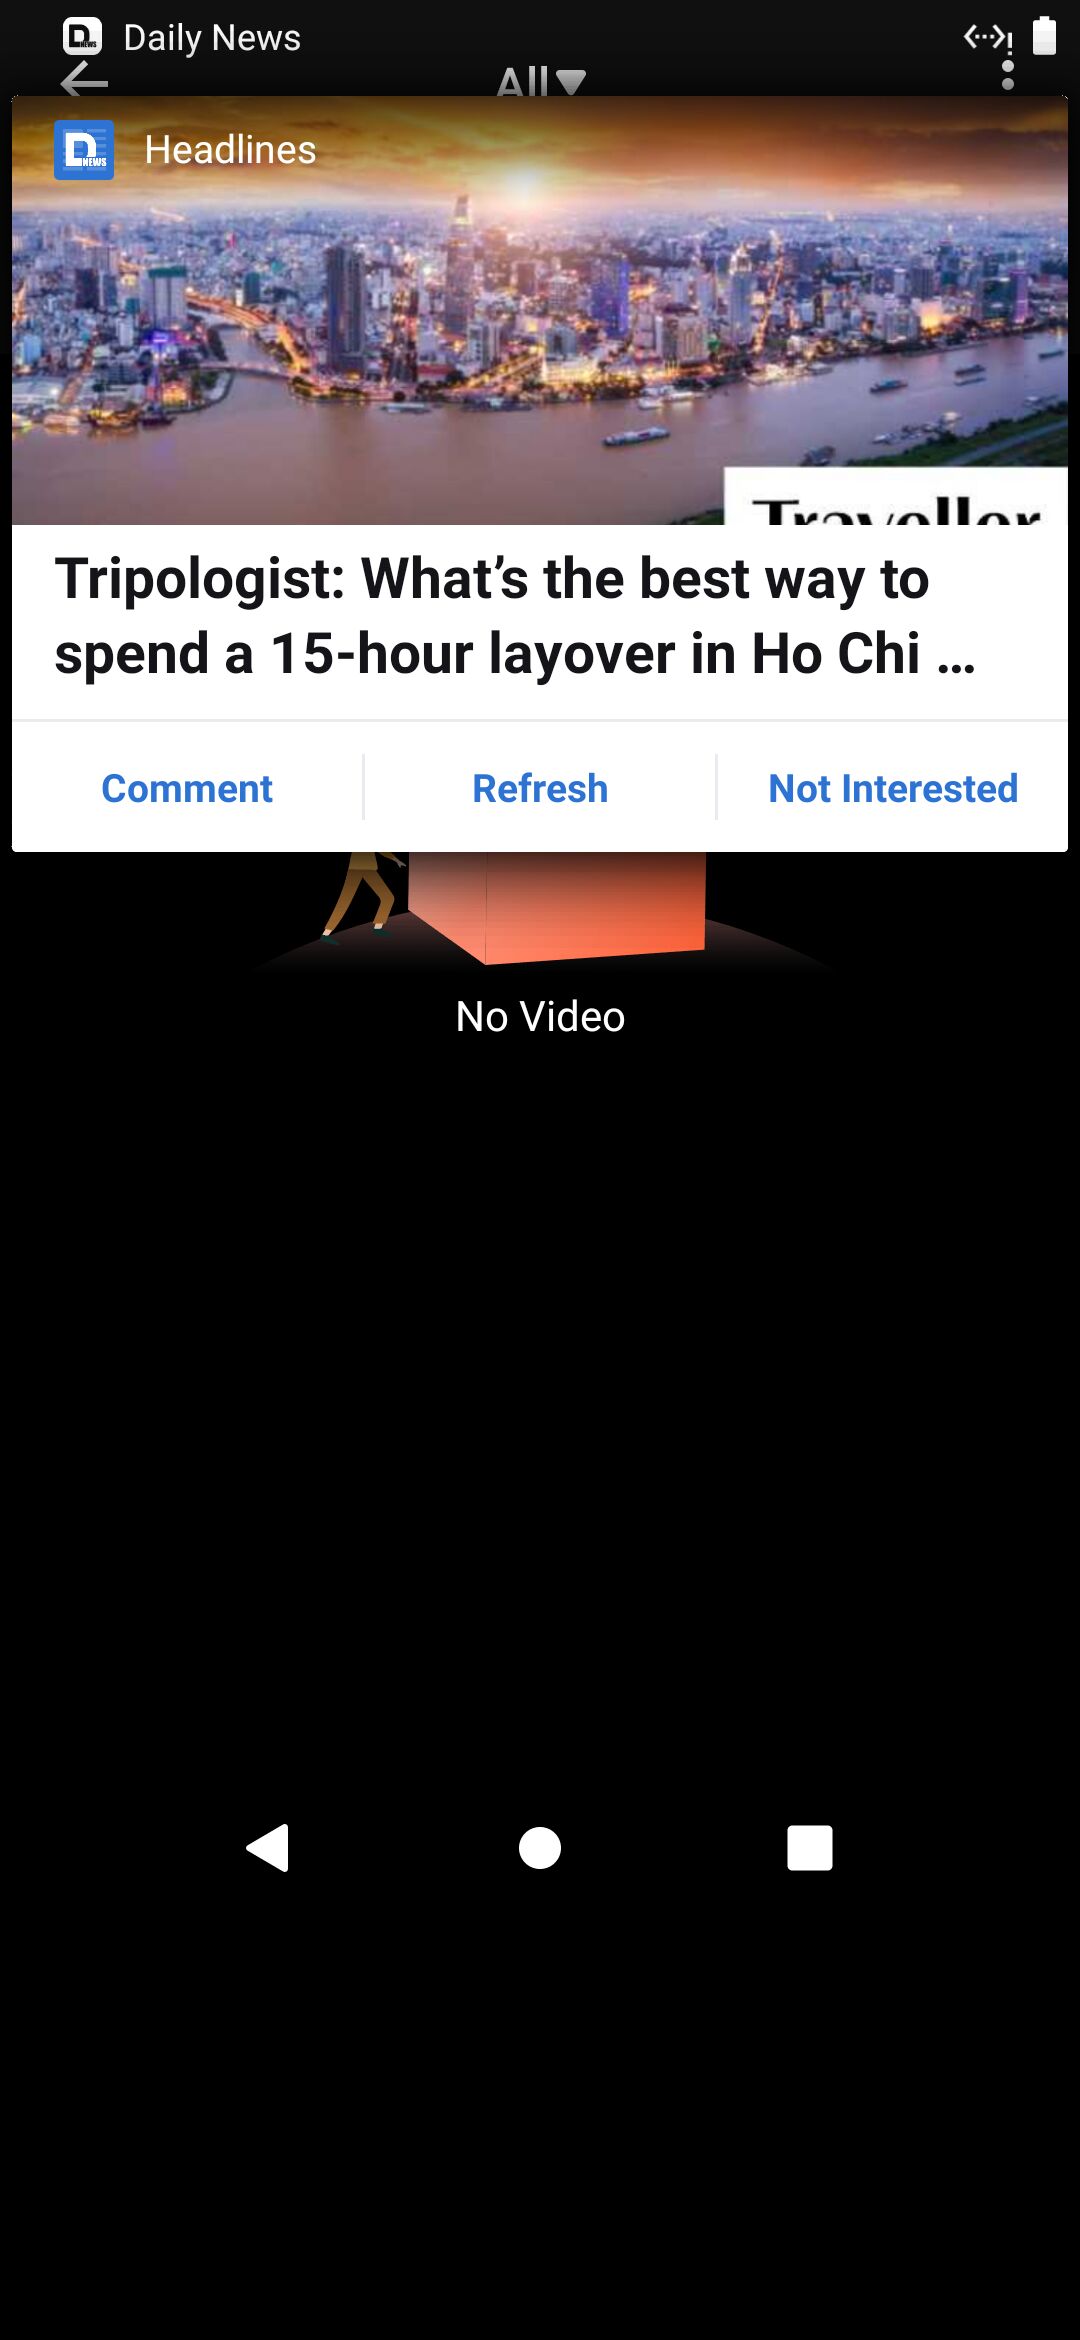 Daily News
All
D NEWS Headlines
Traveller
Tripologist: What’s the best way to
spend a 15-hour layover in Ho Chi ...
Comment Refresh Not Interested
No Video